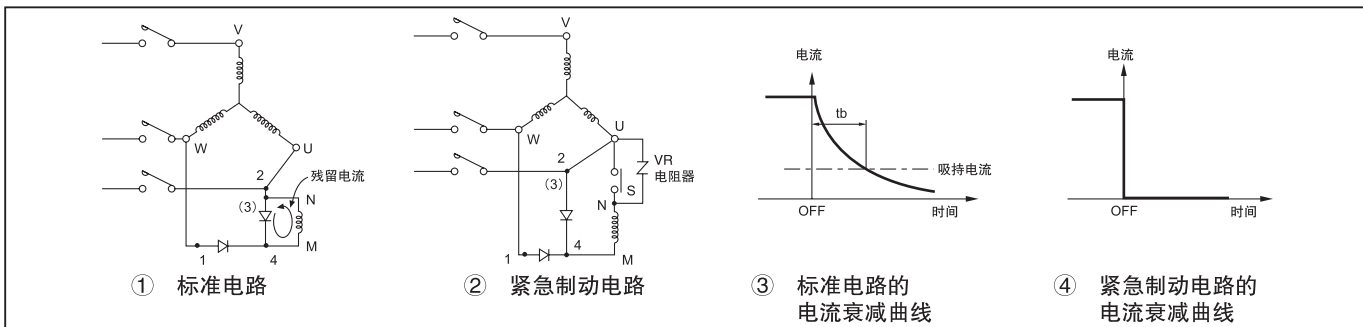 V
W
U
2
残留电流
(3)
N
1
4
M
① 标准电路
V
W
U
2
VR
电阻器
(3)
S
N
1
4
M
② 紧急制动电路
电流
tb
吸持电流
OFF
时间
③ 标准电路的
电流衰减曲线
电流
OFF
时间
④ 紧急制动电路的
电流衰减曲线